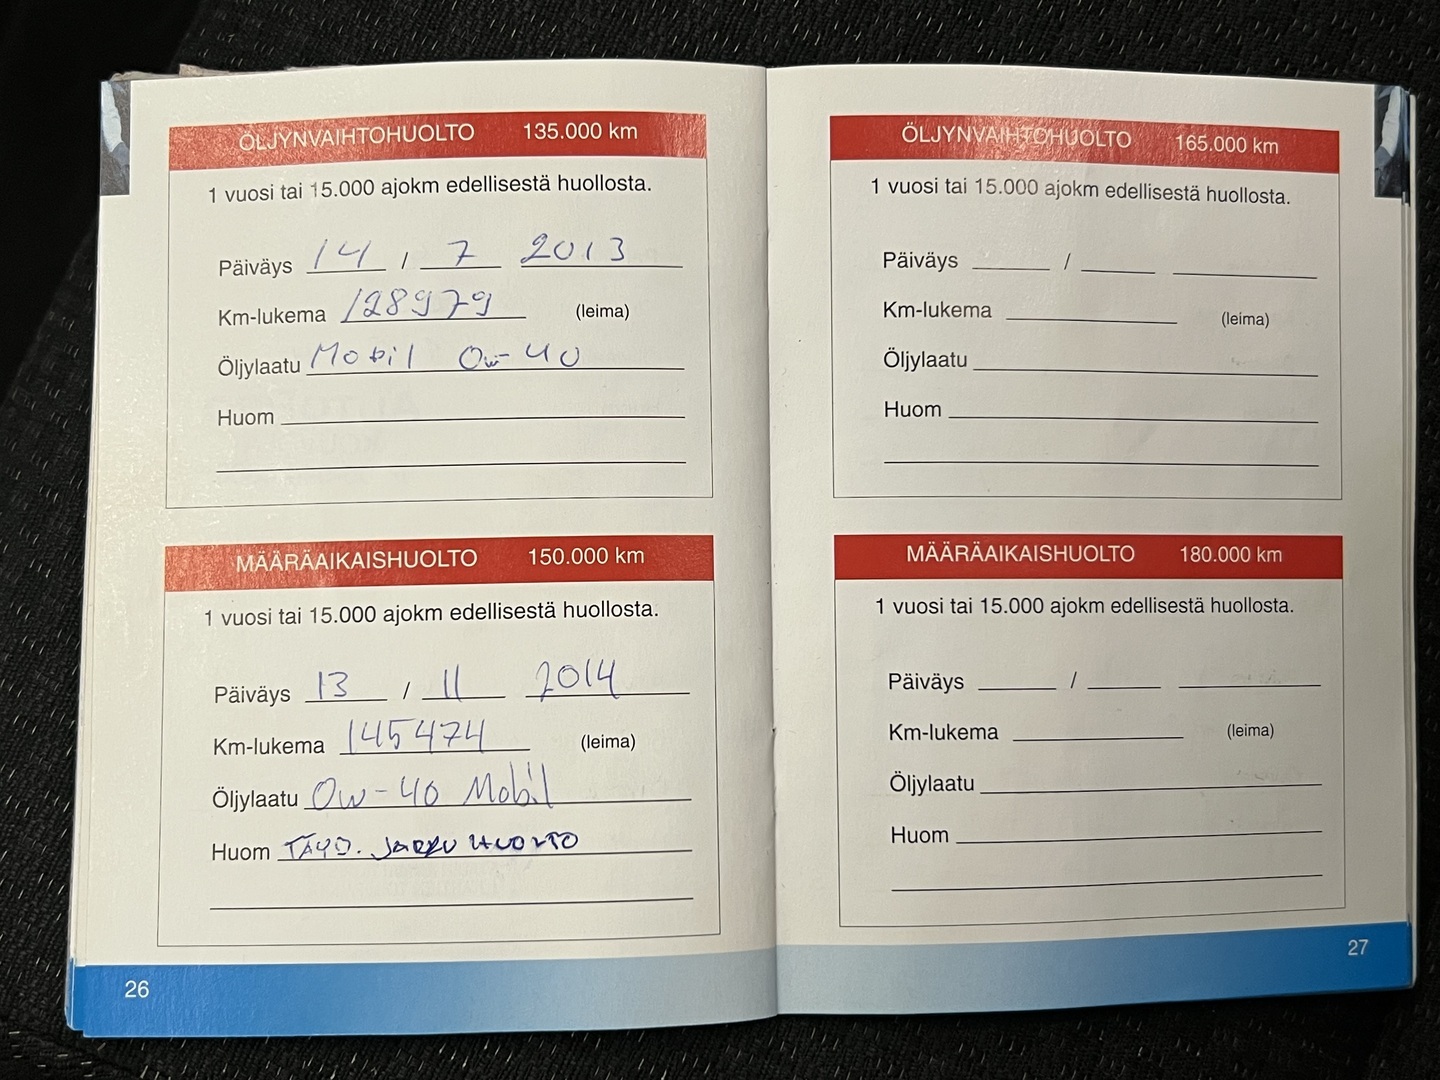 ÖLJYNVAIHTOHUOLTO 135.000 km
1 vuosi tai 15.000 ajokm edellisestä huollosta.
Päiväys 14 / 7 2013
Km-lukema 128979 (leima)
Öljylaatu Mobil 0w-40
Huom
MÄÄRÄAIKAISHUOLTO 150.000 km
1 vuosi tai 15.000 ajokm edellisestä huollosta.
Päiväys 13 / 11 2014
Km-lukema 145474 (leima)
Öljylaatu 0w-40 Mobil
Huom TÄYD. JARRUHUOLTO
26
ÖLJYNVAIHTOHUOLTO 165.000 km
1 vuosi tai 15.000 ajokm edellisestä huollosta.
Päiväys /
Km-lukema (leima)
Öljylaatu
Huom
MÄÄRÄAIKAISHUOLTO 180.000 km
1 vuosi tai 15.000 ajokm edellisestä huollosta.
Päiväys /
Km-lukema (leima)
Öljylaatu
Huom
27